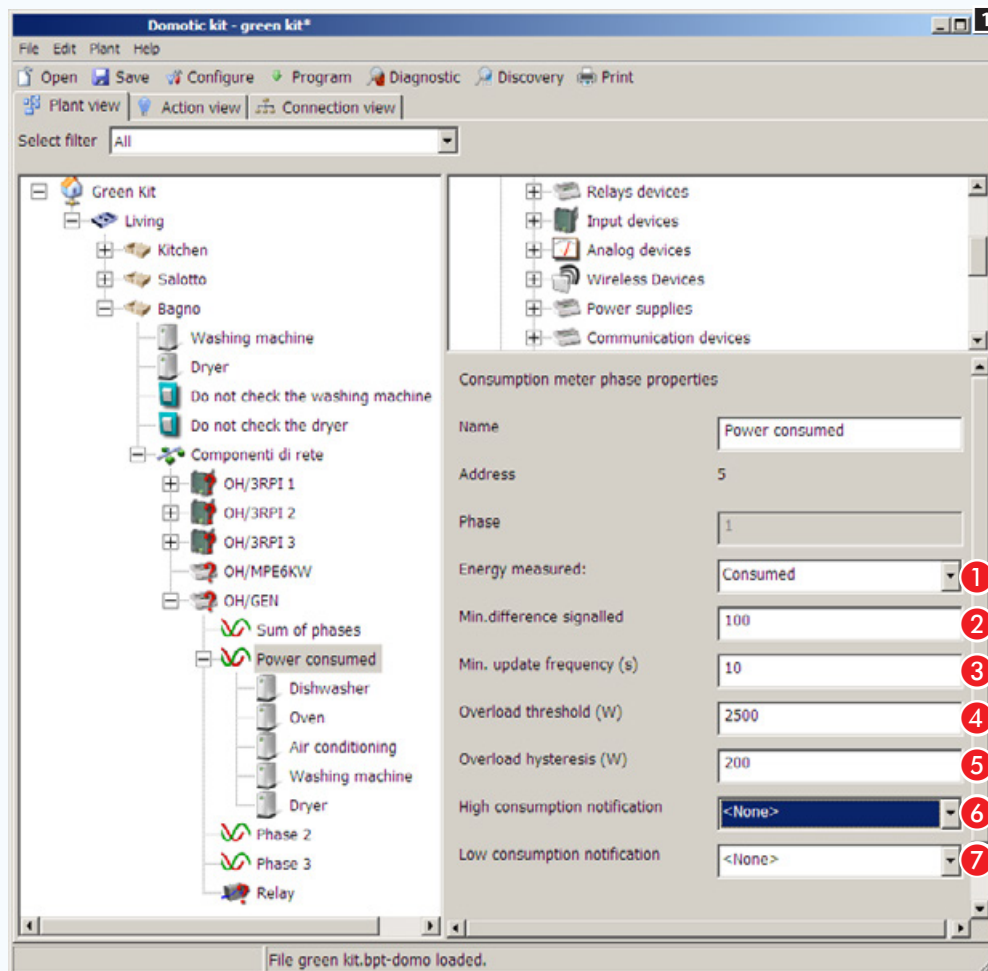 Domotic kit - green kit*
1
File Edit Plant Help
Open Save Configure Program Diagnostic Discovery Print
Plant view Action view Connection view
Select filter All
Green Kit
Living
Kitchen
Salotto
Bagno
Washing machine
Dryer
Do not check the washing machine
Do not check the dryer
Componenti di rete
OH/3RPI 1
OH/3RPI 2
OH/3RPI 3
OH/MPE6KW
OH/GEN
Sum of phases
Power consumed
Dishwasher
Oven
Air conditioning
Washing machine
Dryer
Phase 2
Phase 3
Relay
Relays devices
Input devices
Analog devices
Wireless Devices
Power supplies
Communication devices
Consumption meter phase properties
Name Power consumed
Address 5
Phase 1
Energy measured: Consumed 1
Min.difference signalled 100 2
Min. update frequency (s) 10 3
Overload threshold (W) 2500 4
Overload hysteresis (W) 200 5
High consumption notification <None> 6
Low consumption notification <None> 7
File green kit.bpt-domo loaded.